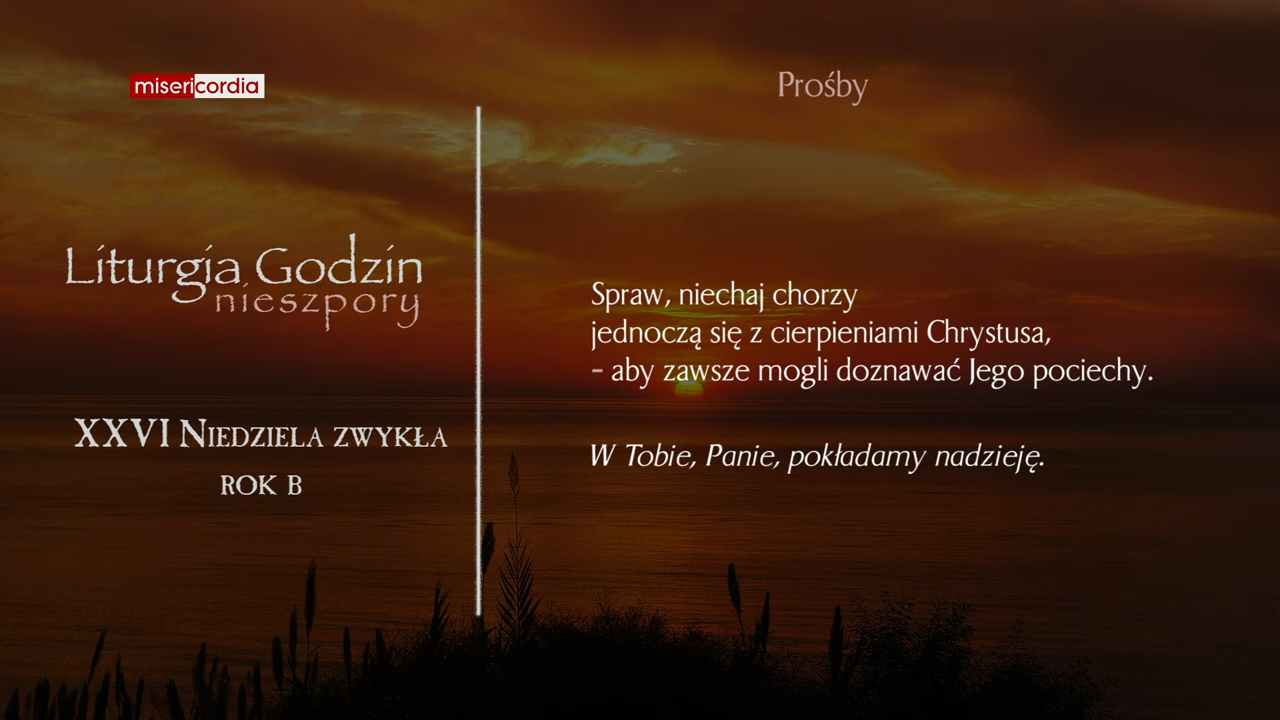 misericordia
Prośby
Liturgia Godzin
nieszpory
XXVI Niedziela zwykła
rok B
Spraw, niechaj chorzy
jednoczą się z cierpieniami Chrystusa,
- aby zawsze mogli doznawać Jego pociechy.
W Tobie, Panie, pokładamy nadzieję.